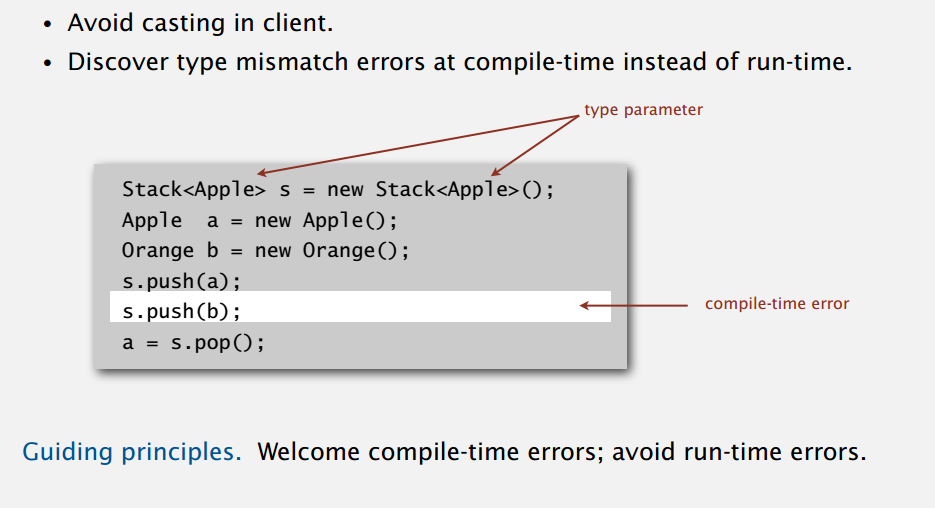 • Avoid casting in client.
• Discover type mismatch errors at compile-time instead of run-time.
type parameter
Stack<Apple> s = new Stack<Apple>();
Apple  a = new Apple();
Orange b = new Orange();
s.push(a);
s.push(b);
compile-time error
a = s.pop();
Guiding principles.  Welcome compile-time errors; avoid run-time errors.